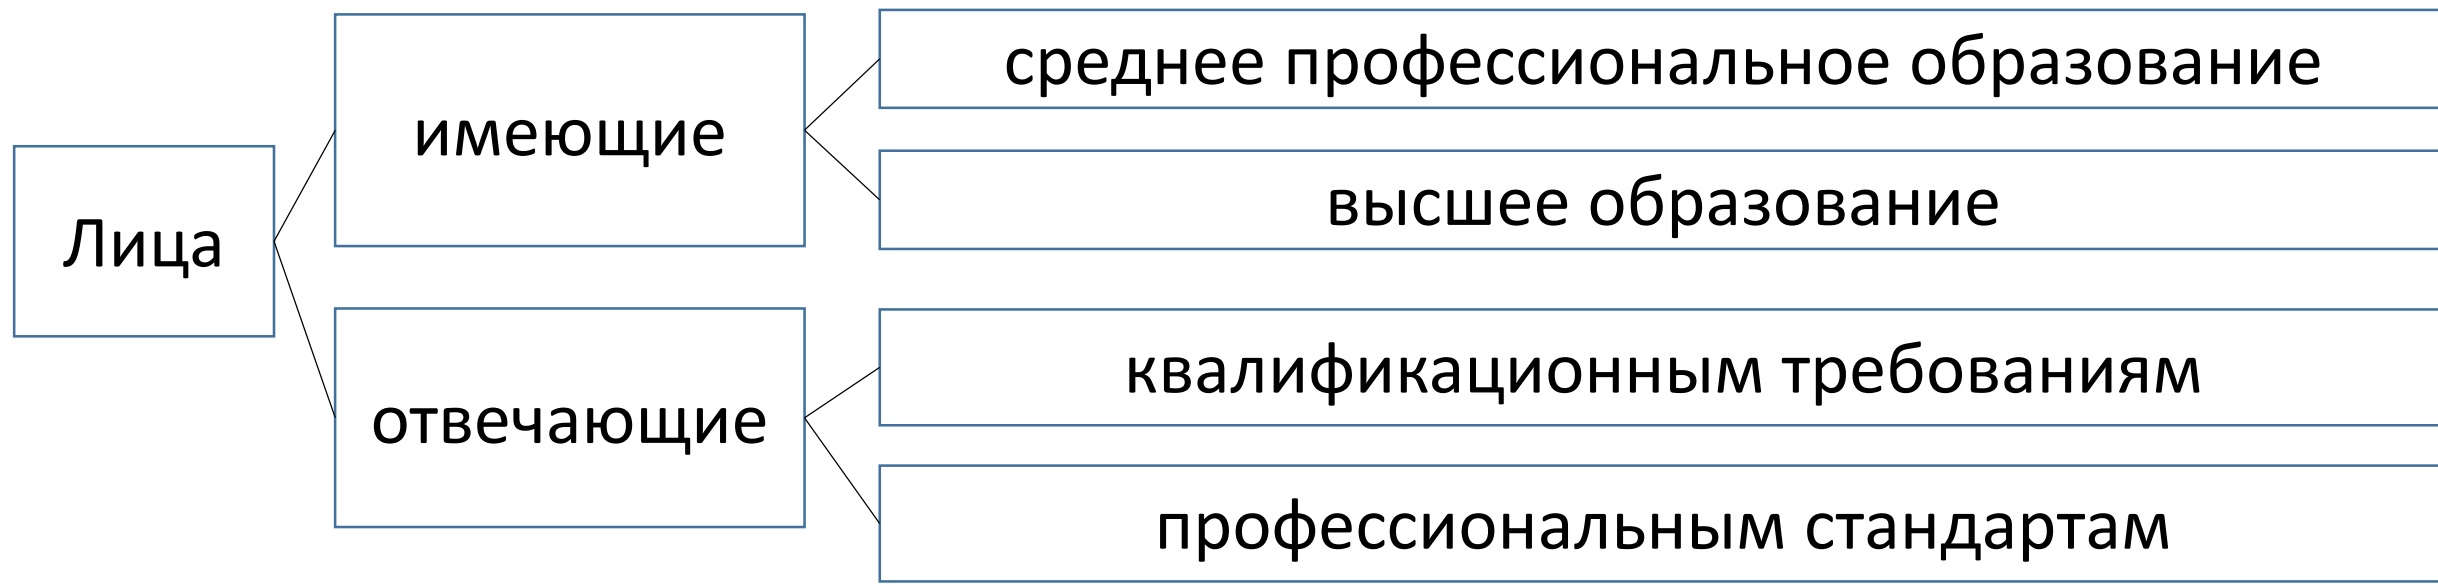 Лица
имеющие
среднее профессиональное образование
высшее образование
отвечающие
квалификационным требованиям
профессиональным стандартам